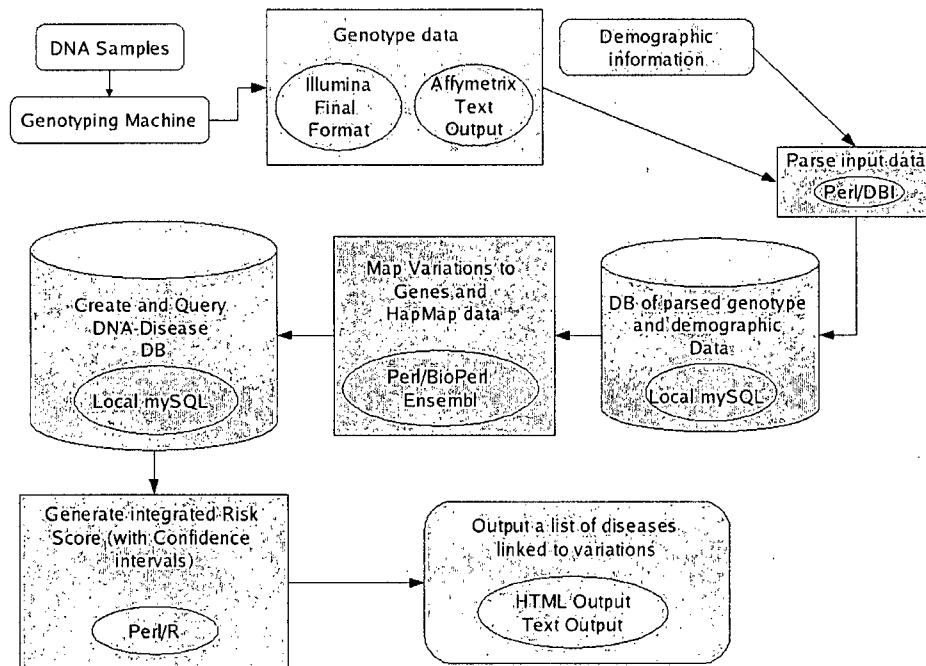 DNA Samples
Genotyping Machine
Genotype data
Illumina
Final
Format
Affymetrix
Text
Output
Demographic
information
Parse input data
Perl/DBI
DB of parsed genotype
and demographic
Data
Local mySQL
Map Variations to
Genes and
HapMap data
Perl/BioPerl
Ensembl
Create and Query
DNA-Disease
DB
Local mySQL
Generate integrated Risk
Score (with Confidence
intervals)
Perl/R
Output a list of diseases
linked to variations
HTML Output
Text Output